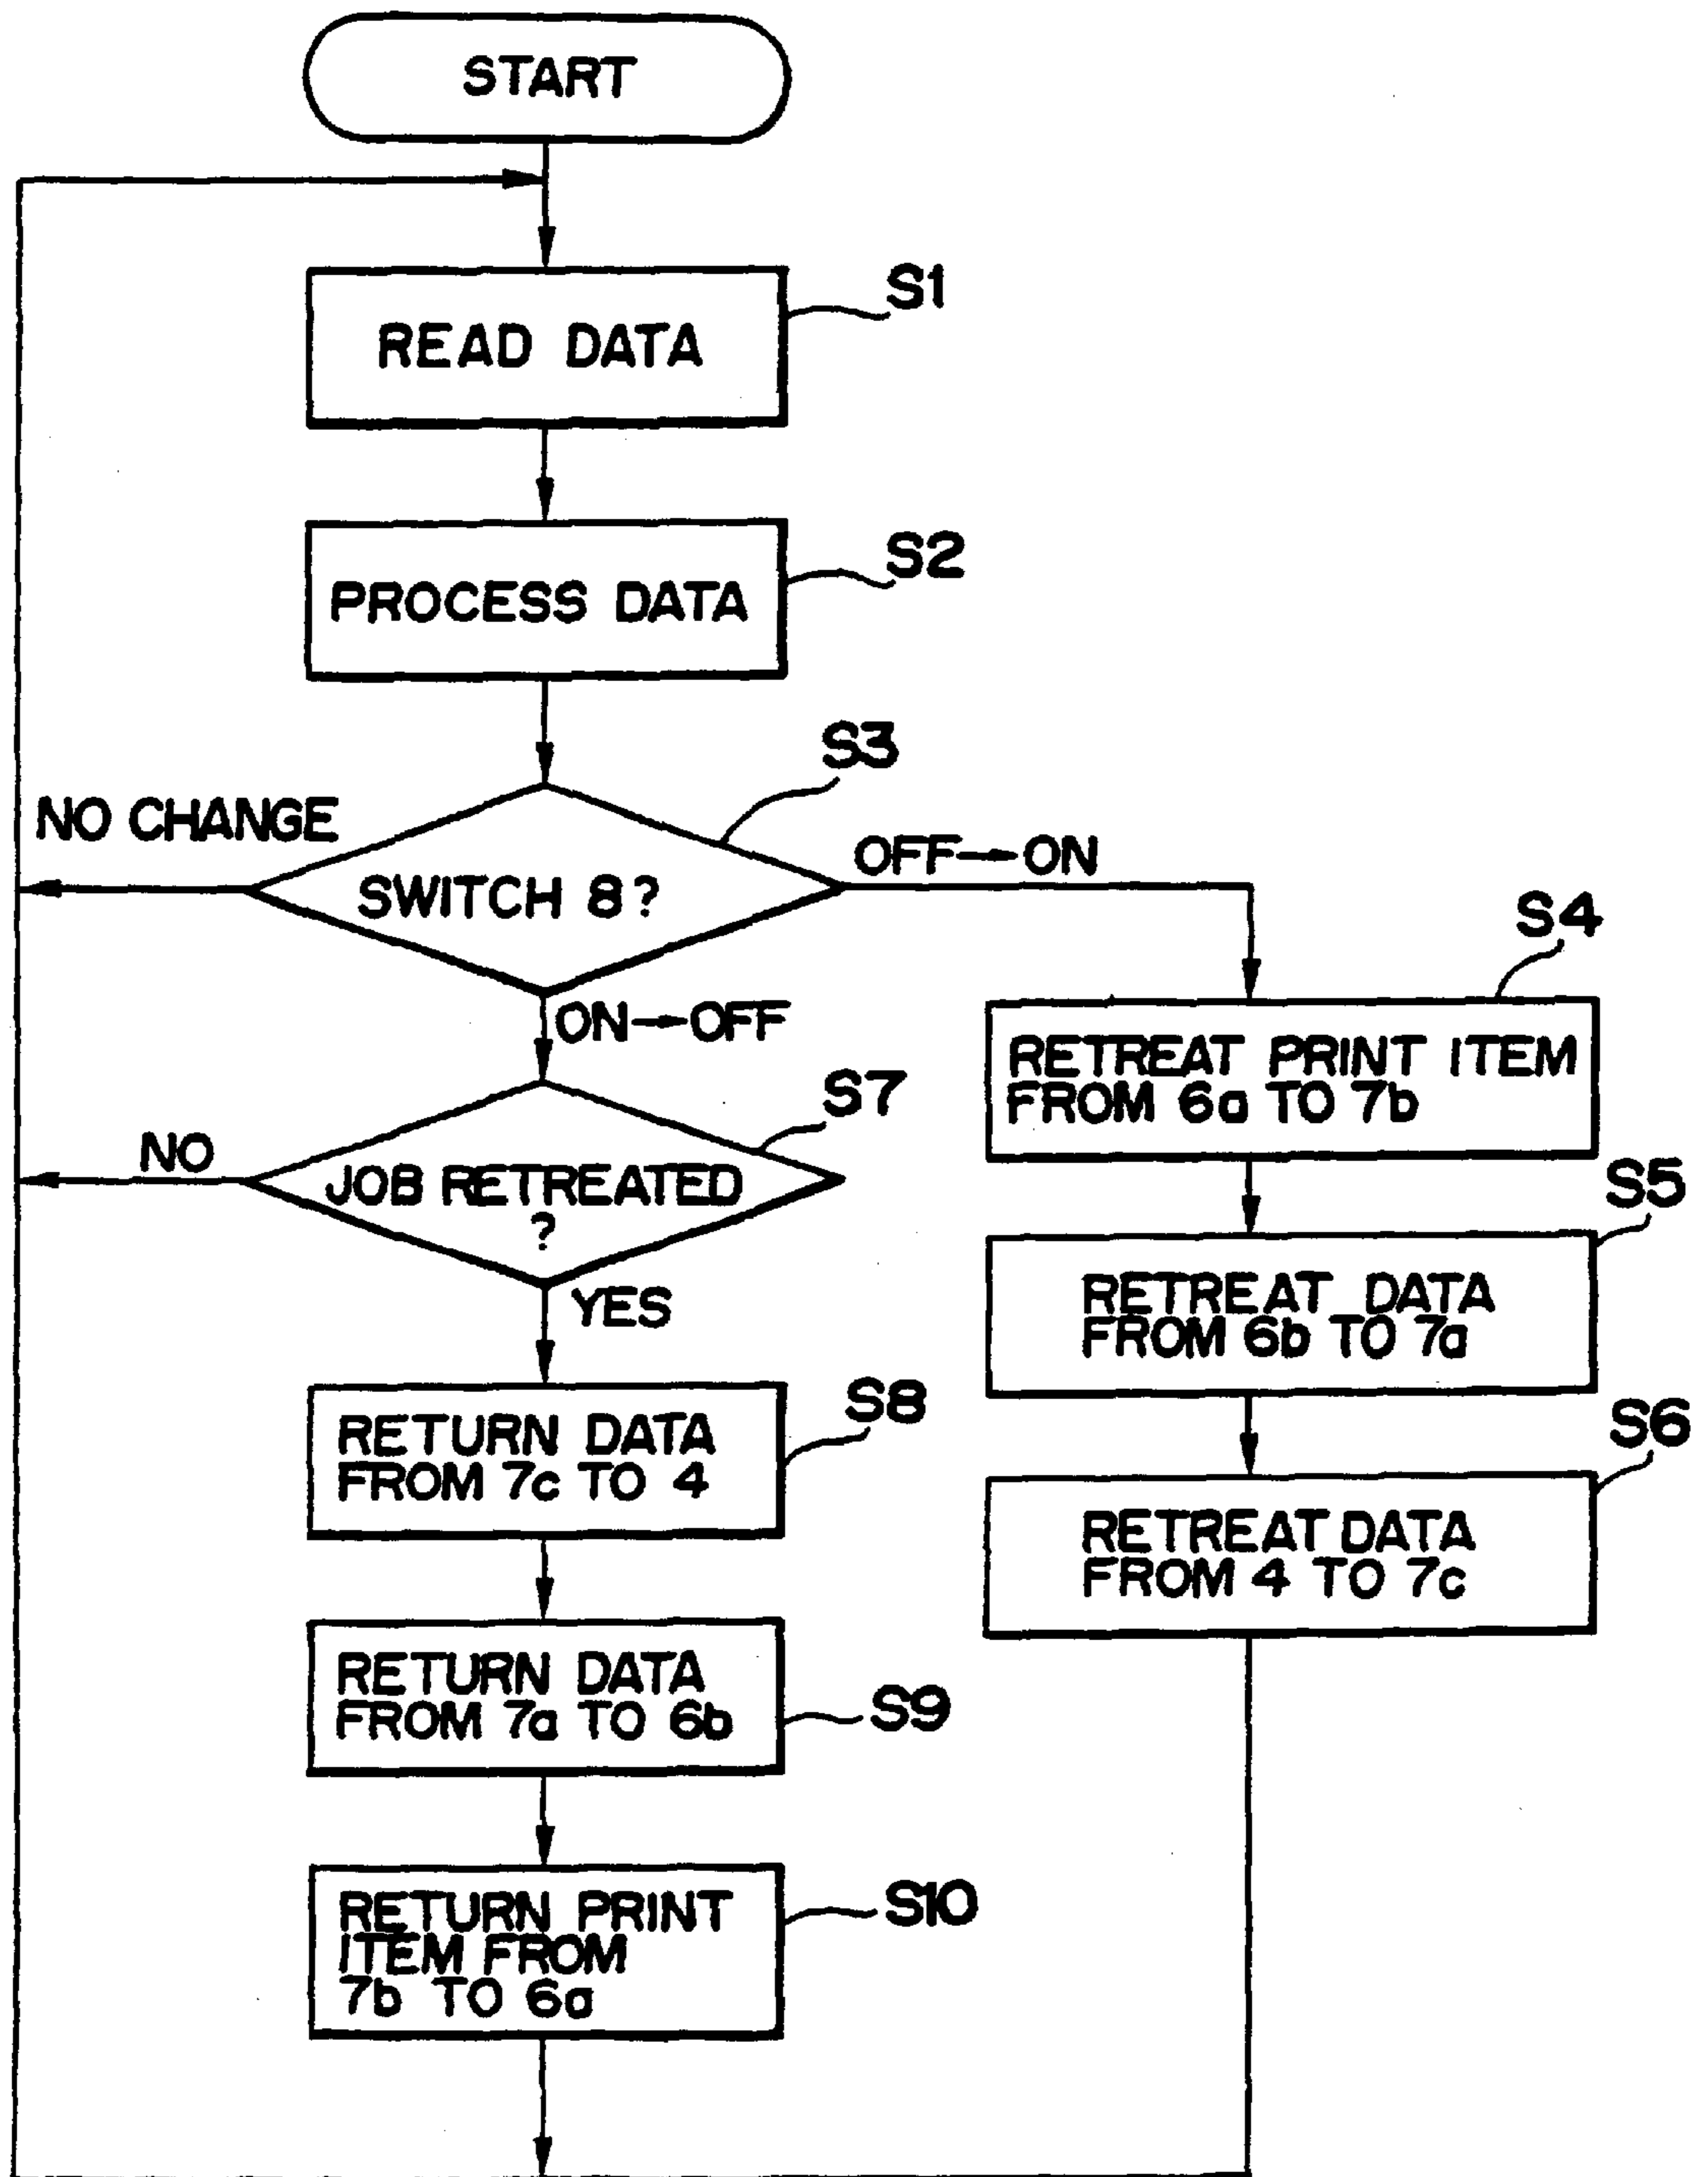 START
S1
READ DATA
S2
PROCESS DATA
S3
NO CHANGE
OFF→ON
SWITCH 8?
S4
ON→OFF
RETREAT PRINT ITEM
FROM 6a TO 7b
S7
NO
JOB RETREATED
?
S5
YES
RETREAT DATA
FROM 6b TO 7a
S8
RETURN DATA
FROM 7c TO 4
S6
RETREAT DATA
FROM 4 TO 7c
RETURN DATA
FROM 7a TO 6b
S9
RETURN PRINT
ITEM FROM
7b TO 6a
S10